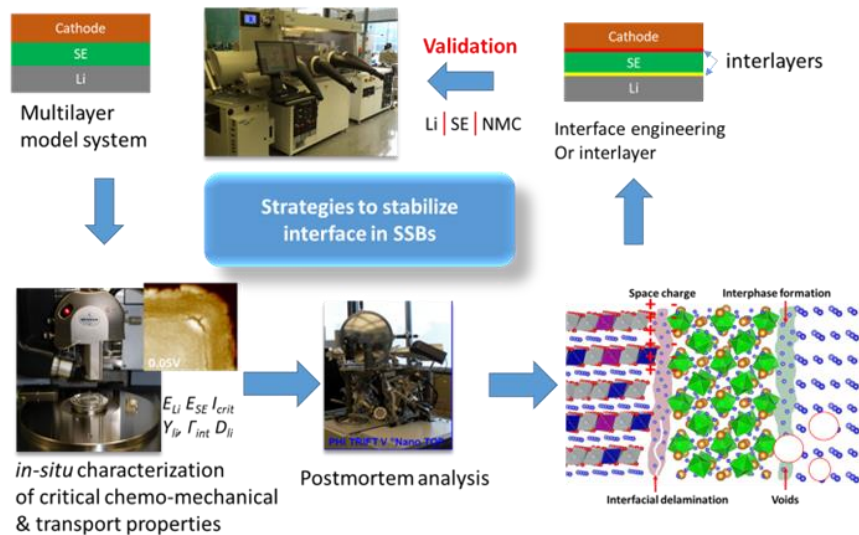 Cathode
SE
Li
Multilayer
model system
Validation
Li | SE | NMC
Cathode
SE
Li
interlayers
Interface engineering
Or interlayer
Strategies to stabilize
interface in SSBs
0.05V
E_Li E_SE I_crit
Y_li, Γ_int D_li
in-situ characterization
of critical chemo-mechanical
& transport properties
PHI TRIFT V "Nano TOF
Postmortem analysis
Space charge
Interphase formation
+ -
Interfacial delamination
Voids